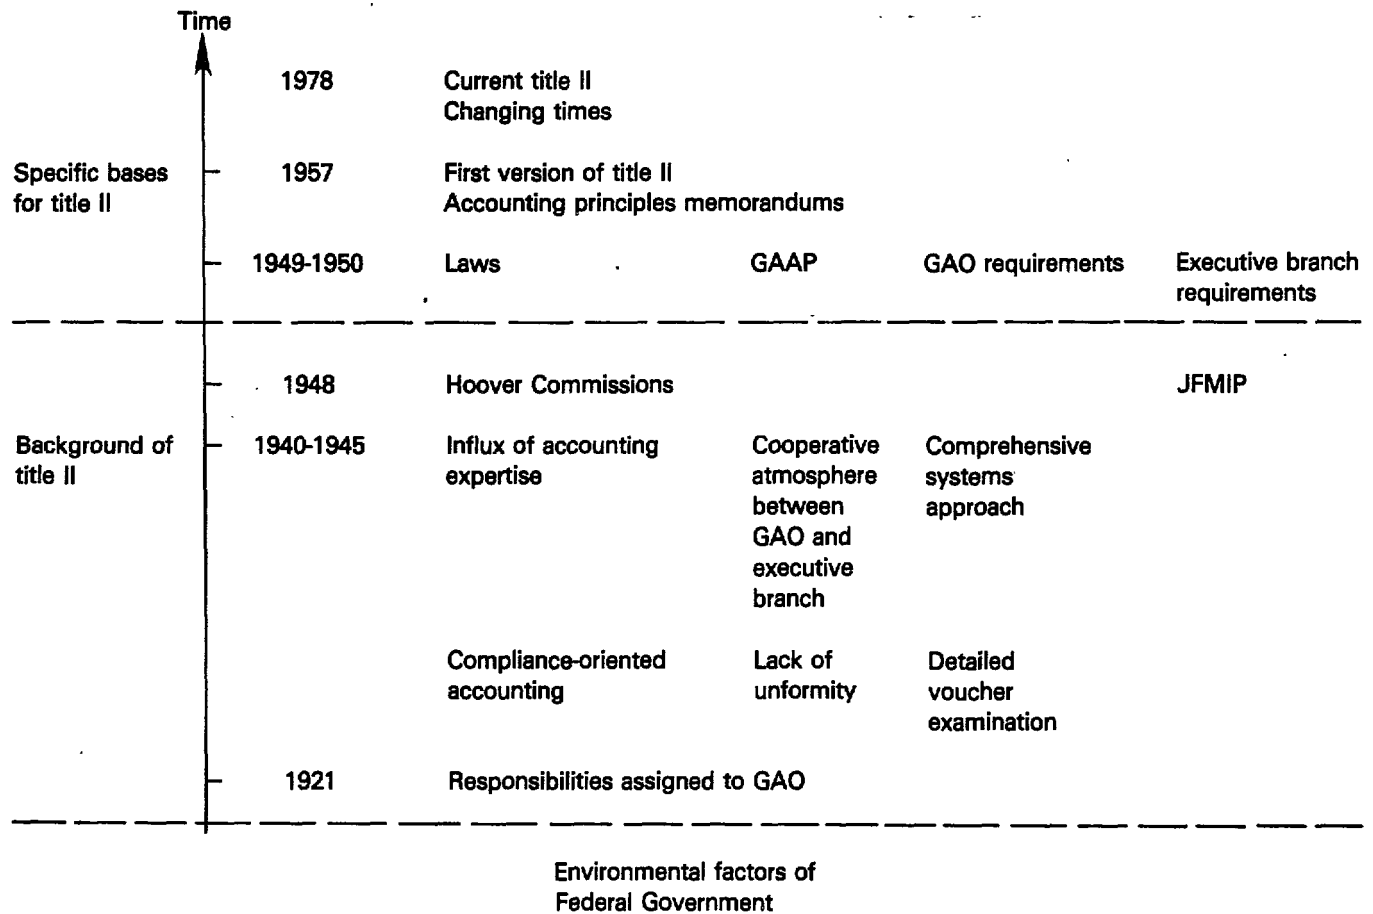 Time
1978 Current title II
Changing times
Specific bases 1957 First version of title II
for title II Accounting principles memorandums
1949-1950 Laws GAAP GAO requirements Executive branch
requirements
1948 Hoover Commissions JFMIP
Background of 1940-1945 Influx of accounting Cooperative Comprehensive
title II expertise atmosphere systems
between approach
GAO and
executive
branch
Compliance-oriented Lack of Detailed
accounting unformity voucher
examination
1921 Responsibilities assigned to GAO
Environmental factors of
Federal Government